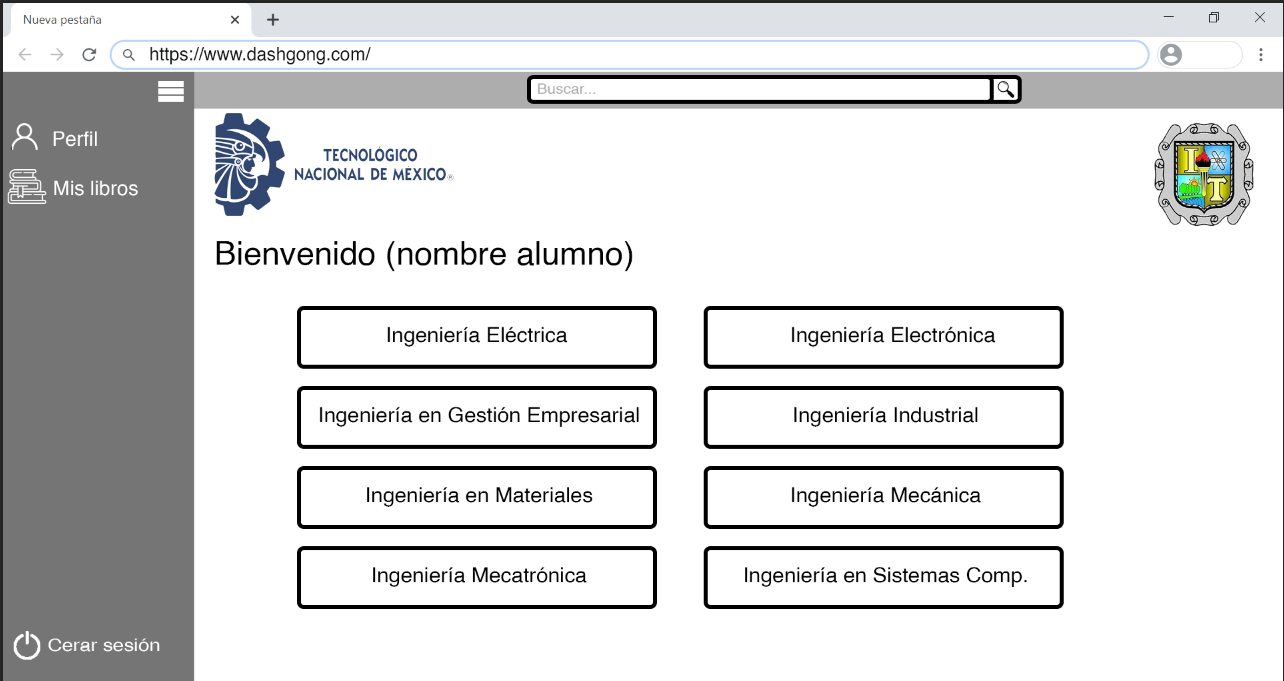 Nueva pestaña
https://www.dashgong.com/
Buscar...
Perfil
Mis libros
TECNOLÓGICO
NACIONAL DE MÉXICO®
I
T
Bienvenido (nombre alumno)
Ingeniería Eléctrica
Ingeniería Electrónica
Ingeniería en Gestión Empresarial
Ingeniería Industrial
Ingeniería en Materiales
Ingeniería Mecánica
Ingeniería Mecatrónica
Ingeniería en Sistemas Comp.
Cerar sesión